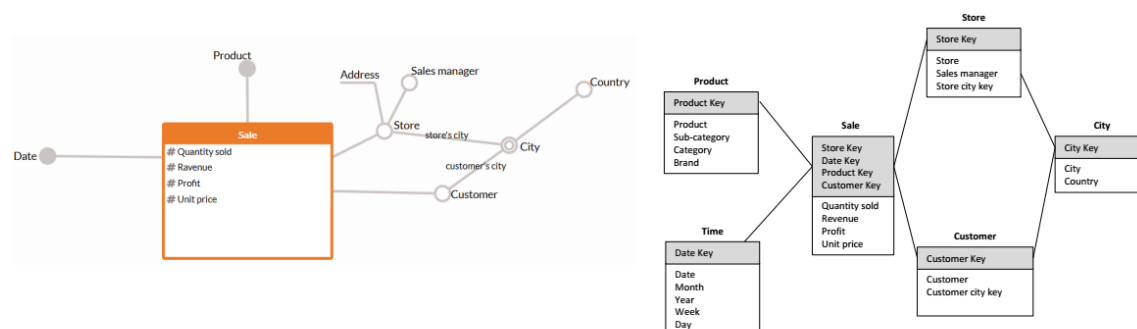 Product
Address
Sales manager
Country
Sale
Store
store's city
City
Date
# Quantity sold
# Ravenue
# Profit
# Unit price
customer's city
Customer
Store
Store Key
Store
Sales manager
Store city key
Product
Product Key
Product
Sub-category
Category
Brand
Sale
Store Key
Date Key
Product Key
Customer Key
Quantity sold
Revenue
Profit
Unit price
City
City Key
City
Country
Time
Date Key
Date
Month
Year
Week
Day
Customer
Customer Key
Customer
Customer city key